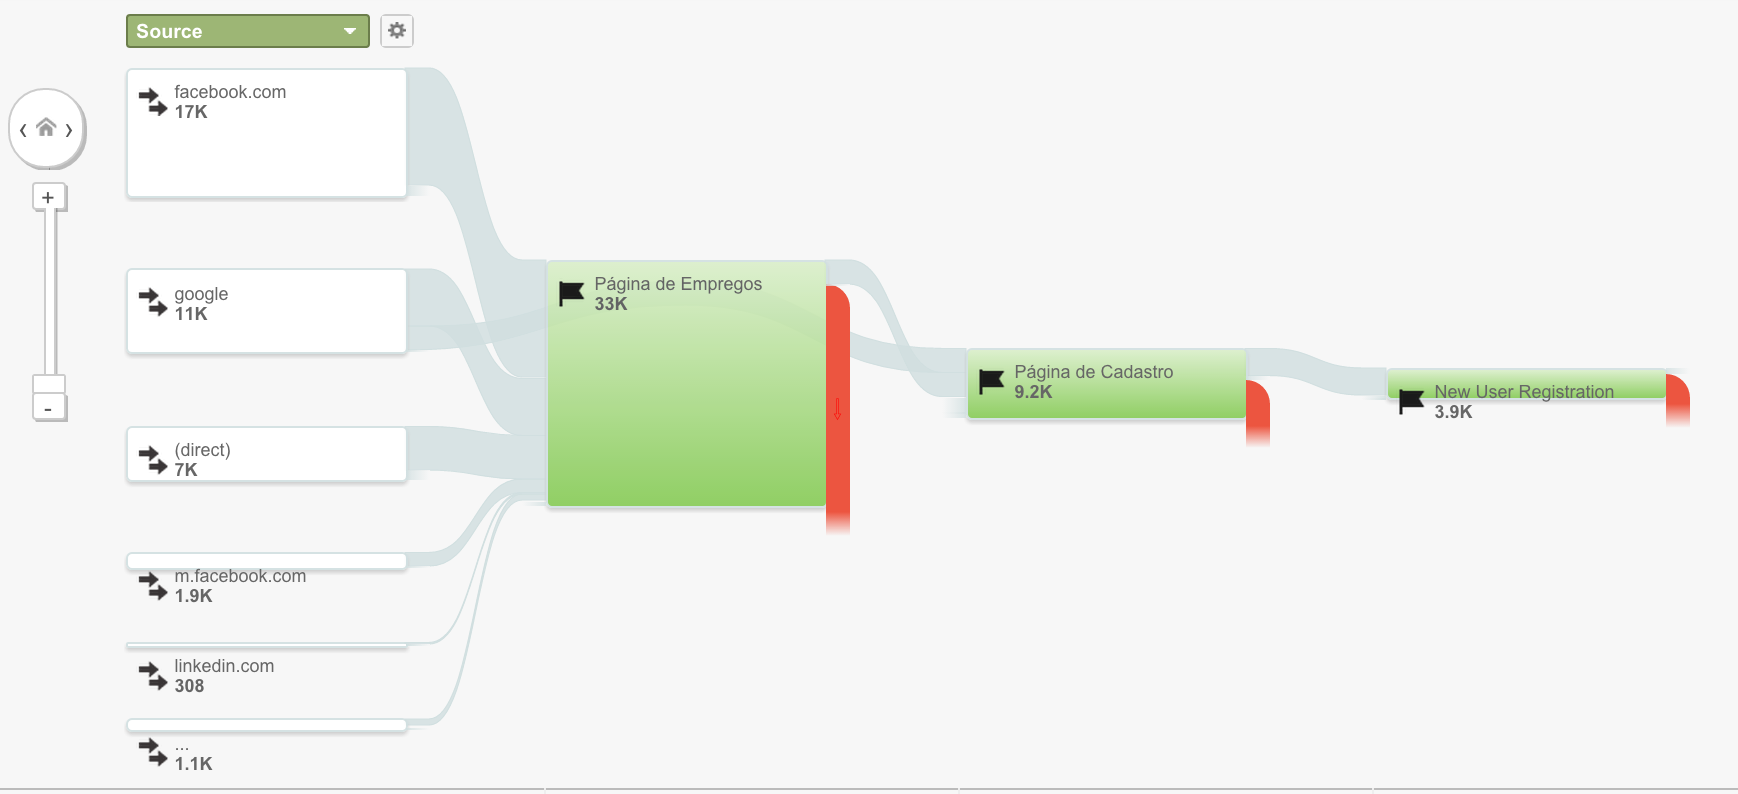 Source
facebook.com
17K
google
11K
(direct)
7K
m.facebook.com
1.9K
linkedin.com
308
...
1.1K
Página de Empregos
33K
Página de Cadastro
9.2K
New User Registration
3.9K
+
-